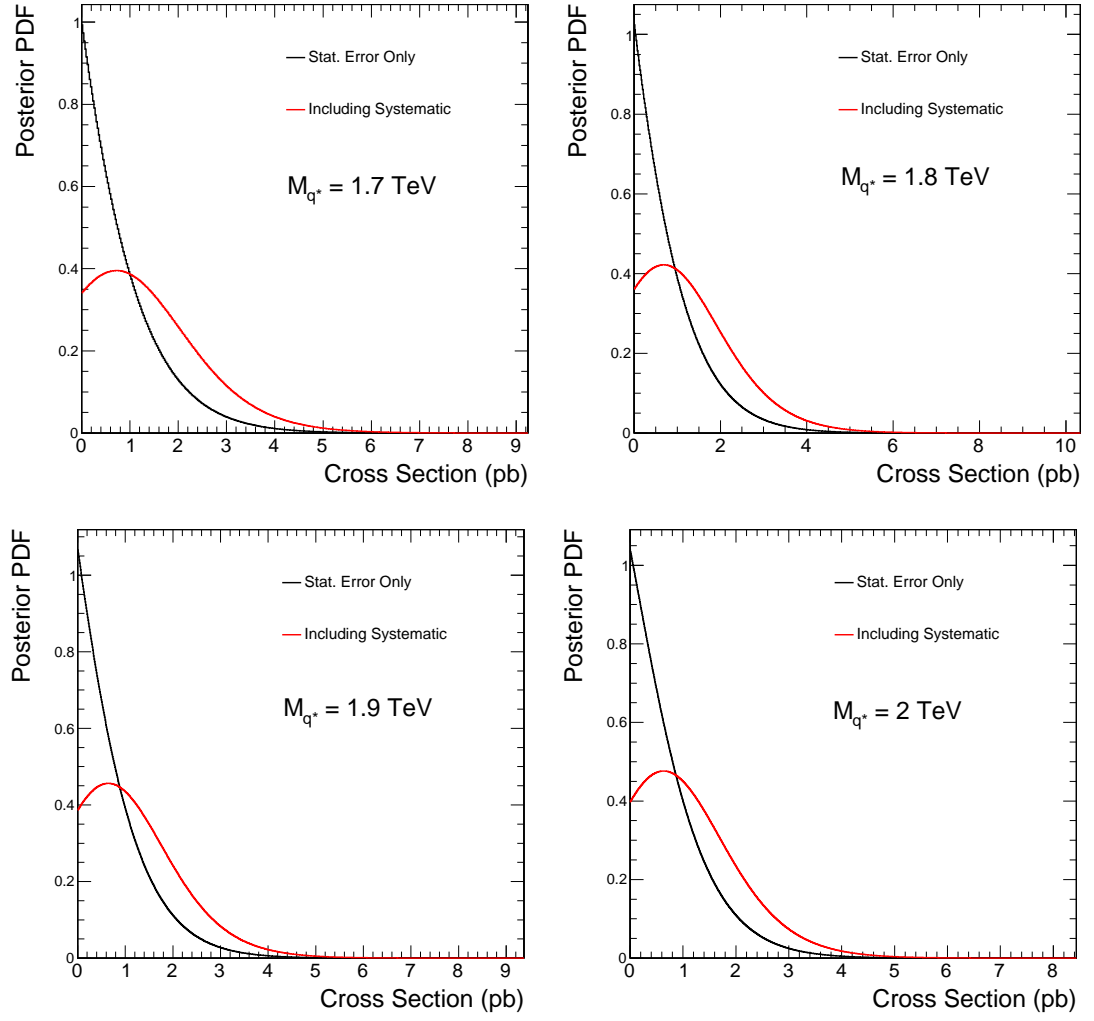 Posterior PDF
1
0.8
0.6
0.4
0.2
0
Stat. Error Only
Including Systematic
M_q* = 1.7 TeV
0 1 2 3 4 5 6 7 8 9
Cross Section (pb)
Posterior PDF
1
0.8
0.6
0.4
0.2
0
Stat. Error Only
Including Systematic
M_q* = 1.8 TeV
0 2 4 6 8 10
Cross Section (pb)
Posterior PDF
1
0.8
0.6
0.4
0.2
0
Stat. Error Only
Including Systematic
M_q* = 1.9 TeV
0 1 2 3 4 5 6 7 8 9
Cross Section (pb)
Posterior PDF
1
0.8
0.6
0.4
0.2
0
Stat. Error Only
Including Systematic
M_q* = 2 TeV
0 1 2 3 4 5 6 7 8
Cross Section (pb)